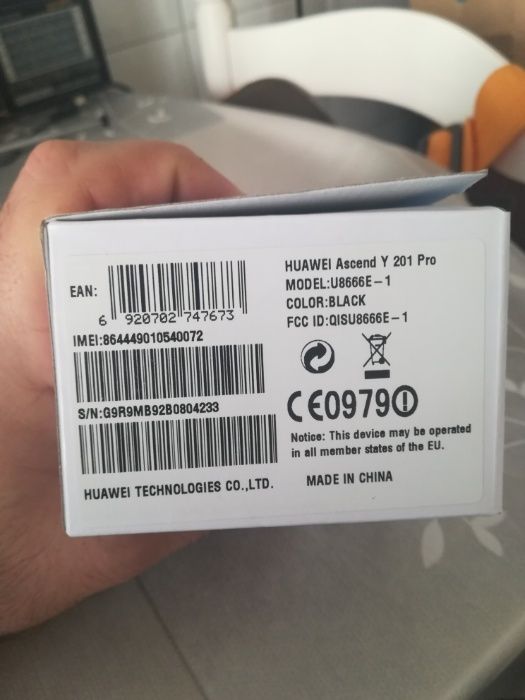 EAN:
6 920702 747673
IMEI:864449010540072
S/N:G9R9MB92B0804233
HUAWEI TECHNOLOGIES CO.,LTD.
HUAWEI Ascend Y 201 Pro
MODEL:U8666E-1
COLOR:BLACK
FCC ID:QISU8666E-1
CE0979
Notice: This device may be operated
in all member states of the EU.
MADE IN CHINA